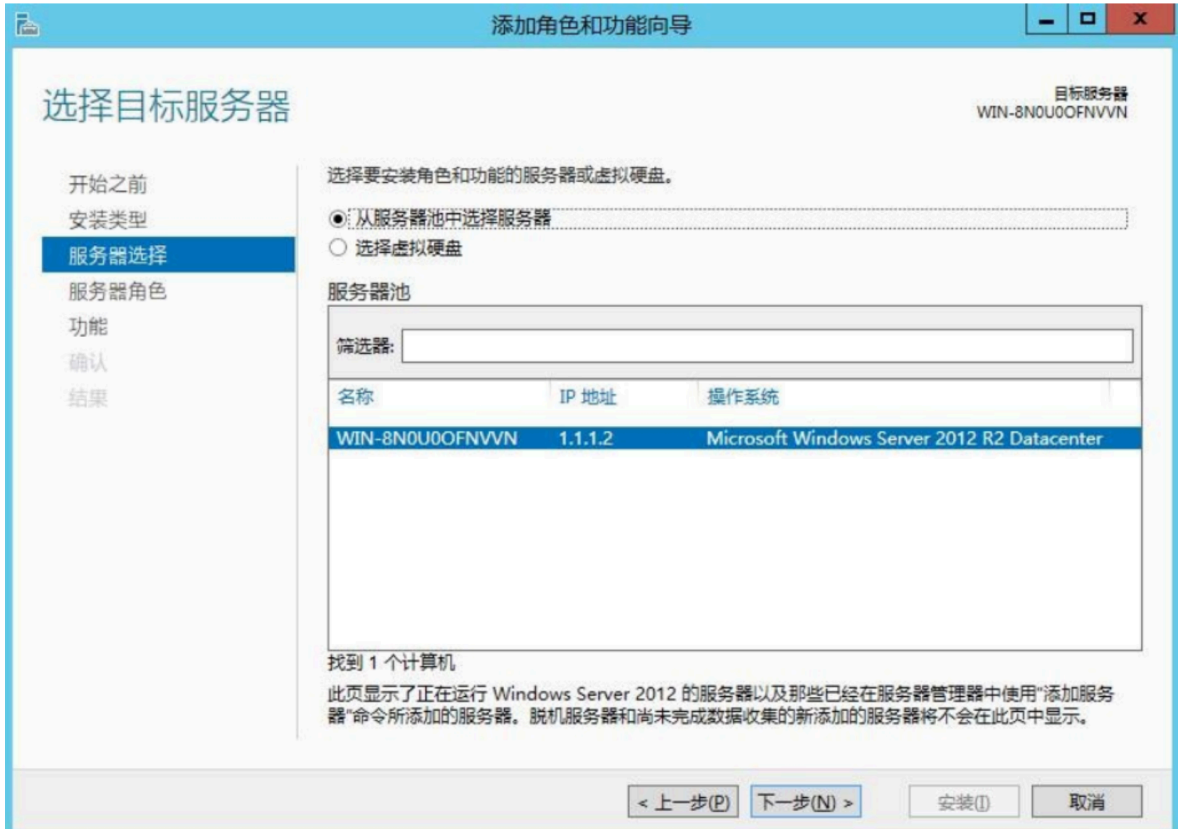 添加角色和功能向导
选择目标服务器
目标服务器
WIN-8N0U0OFNVVN
开始之前
安装类型
服务器选择
服务器角色
功能
确认
结果
选择要安装角色和功能的服务器或虚拟硬盘。
从服务器池中选择服务器
选择虚拟硬盘
服务器池
筛选器:
名称 IP 地址 操作系统
WIN-8N0U0OFNVVN 1.1.1.2 Microsoft Windows Server 2012 R2 Datacenter
找到 1 个计算机
此页显示了正在运行 Windows Server 2012 的服务器以及那些已经在服务器管理器中使用"添加服务
器"命令所添加的服务器。脱机服务器和尚未完成数据收集的新添加的服务器将不会在此页中显示。
< 上一步(P) 下一步(N) > 安装(I) 取消